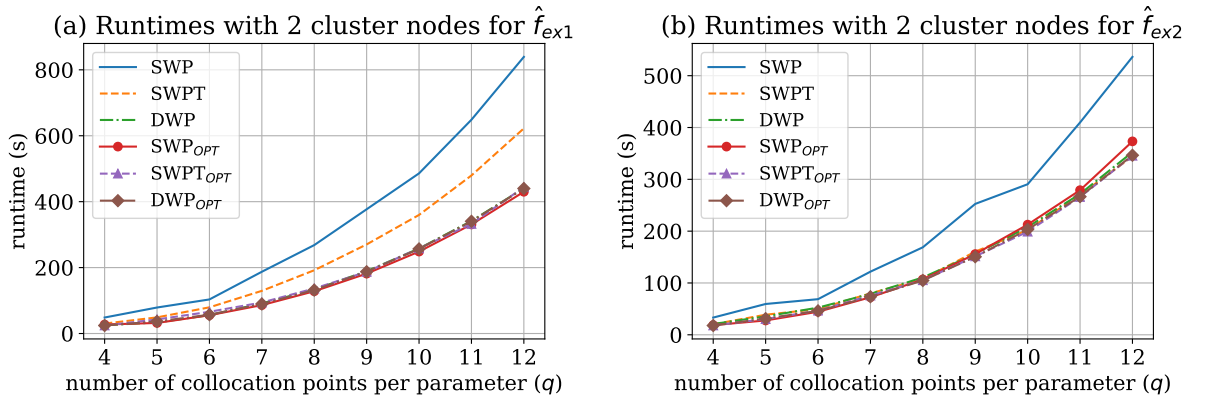 (a) Runtimes with 2 cluster nodes for f̂ex1
800
600
400
200
0
runtime (s)
SWP
SWPT
DWP
SWPOPT
SWPTOPT
DWPOPT
4 5 6 7 8 9 10 11 12
number of collocation points per parameter (q)
(b) Runtimes with 2 cluster nodes for f̂ex2
500
400
300
200
100
0
runtime (s)
SWP
SWPT
DWP
SWPOPT
SWPTOPT
DWPOPT
4 5 6 7 8 9 10 11 12
number of collocation points per parameter (q)